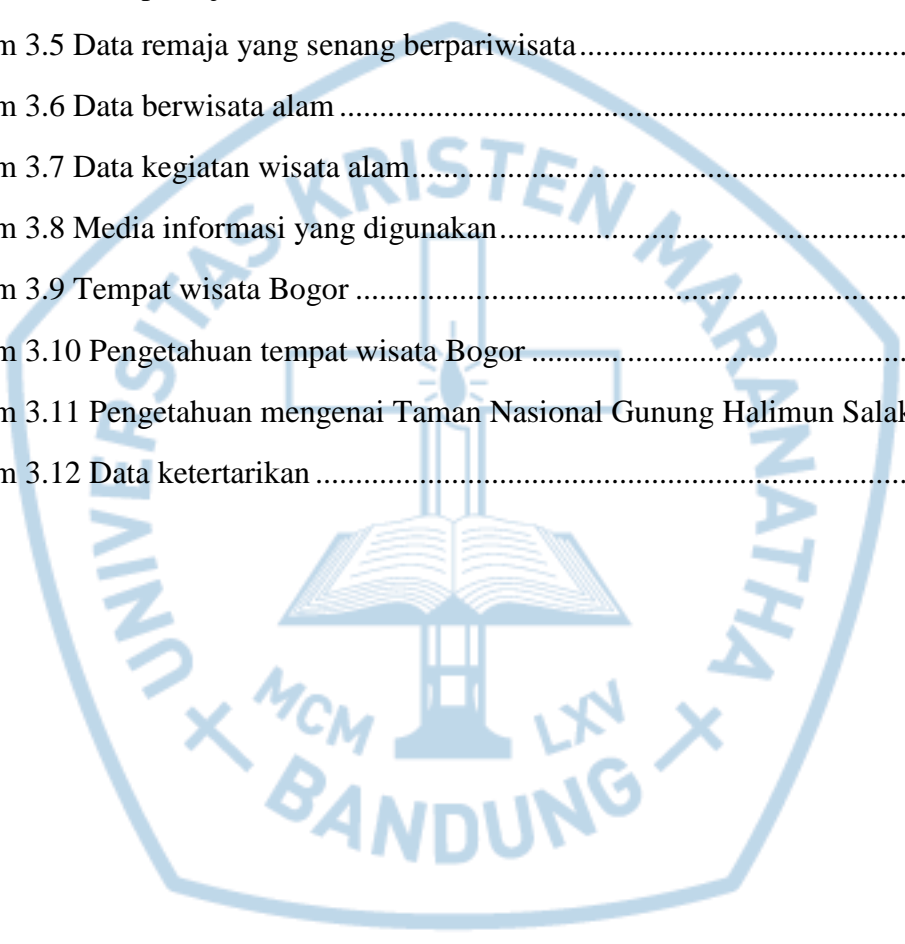 m 3.5 Data remaja yang senang berpariwisata
m 3.6 Data berwisata alam
m 3.7 Data kegiatan wisata alam
m 3.8 Media informasi yang digunakan
m 3.9 Tempat wisata Bogor
m 3.10 Pengetahuan tempat wisata Bogor
m 3.11 Pengetahuan mengenai Taman Nasional Gunung Halimun Salak
m 3.12 Data ketertarikan
UNIVERSITAS KRISTEN MARANATHA
MCM LXV
BANDUNG